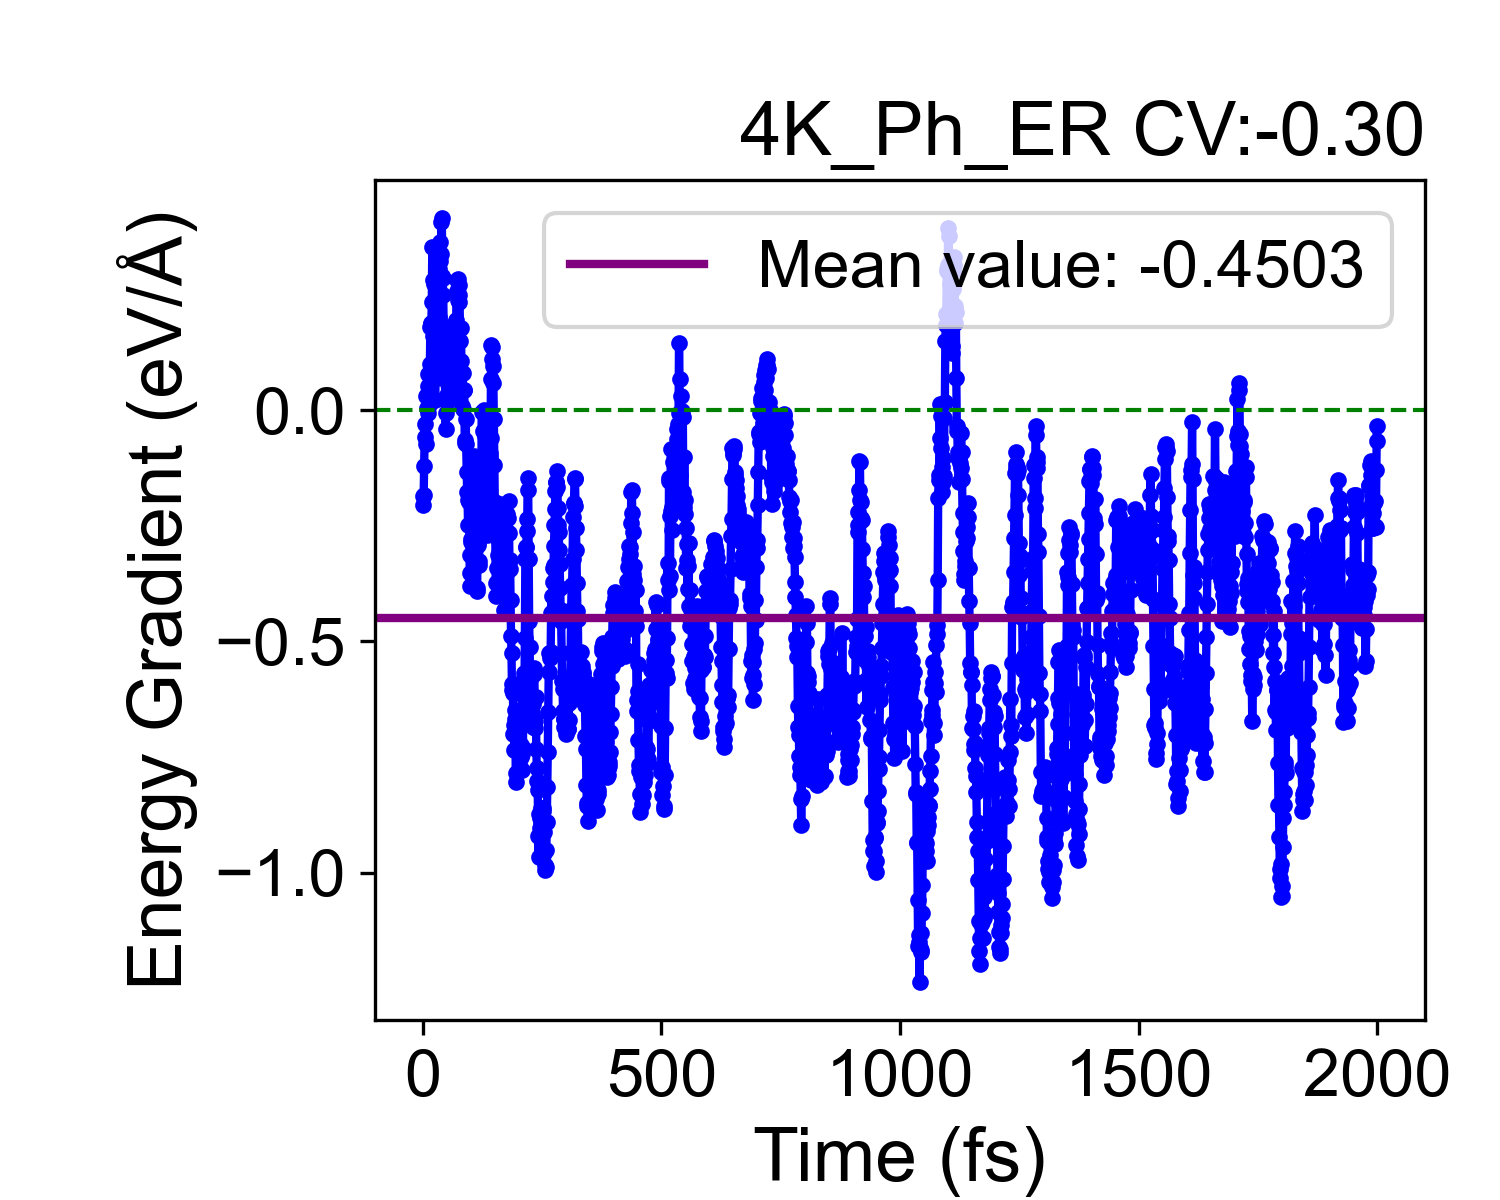 4K_Ph_ER CV:-0.30
Mean value: -0.4503
Energy Gradient (eV/Å)
0.0
−0.5
−1.0
0 500 1000 1500 2000
Time (fs)